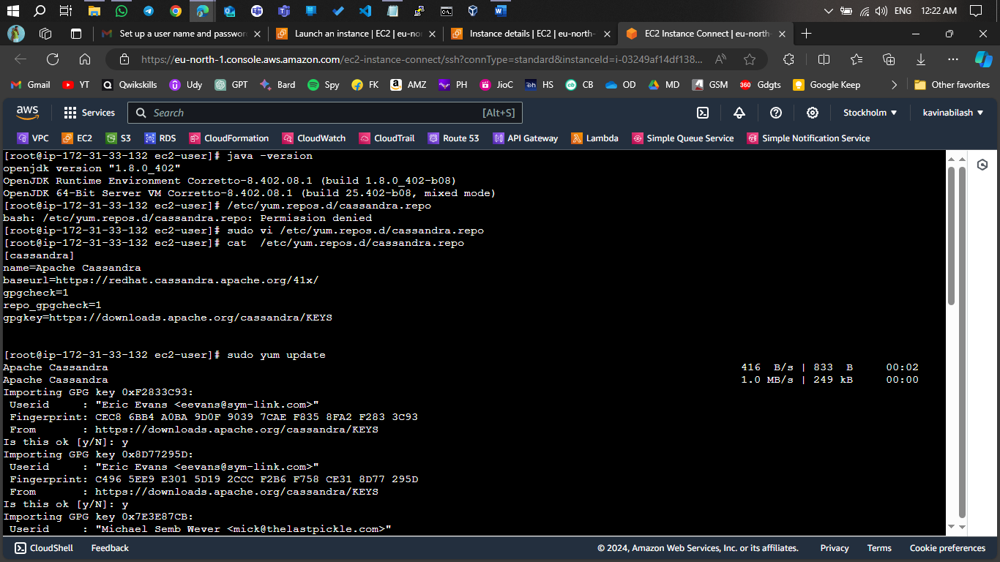 ENG 12:22 AM
Set up a user name and passwor
Launch an instance | EC2 | eu-no
Instance details | EC2 | eu-north-
EC2 Instance Connect | eu-north-
https://eu-north-1.console.aws.amazon.com/ec2-instance-connect/ssh?connType=standard&instanceId=i-03249af14df138...
Gmail YT Qwikskills Udy GPT Bard Spy FK AMZ PH JioC HS CB OD MD GSM Gdgts Google Keep Other favorites
aws Services Search [Alt+S] Stockholm kavinabilash
VPC EC2 S3 RDS CloudFormation CloudWatch CloudTrail Route 53 API Gateway Lambda Simple Queue Service Simple Notification Service
[root@ip-172-31-33-132 ec2-user]# java -version
openjdk version "1.8.0_402"
OpenJDK Runtime Environment Corretto-8.402.08.1 (build 1.8.0_402-b08)
OpenJDK 64-Bit Server VM Corretto-8.402.08.1 (build 25.402-b08, mixed mode)
[root@ip-172-31-33-132 ec2-user]# /etc/yum.repos.d/cassandra.repo
bash: /etc/yum.repos.d/cassandra.repo: Permission denied
[root@ip-172-31-33-132 ec2-user]# sudo vi /etc/yum.repos.d/cassandra.repo
[root@ip-172-31-33-132 ec2-user]# cat  /etc/yum.repos.d/cassandra.repo
[cassandra]
name=Apache Cassandra
baseurl=https://redhat.cassandra.apache.org/41x/
gpgcheck=1
repo_gpgcheck=1
gpgkey=https://downloads.apache.org/cassandra/KEYS
[root@ip-172-31-33-132 ec2-user]# sudo yum update
Apache Cassandra 416 B/s | 833 B 00:02
Apache Cassandra 1.0 MB/s | 249 kB 00:00
Importing GPG key 0xF2833C93:
Userid : "Eric Evans <eevans@sym-link.com>"
Fingerprint: CEC8 6BB4 A0BA 9D0F 9039 7CAE F835 8FA2 F283 3C93
From : https://downloads.apache.org/cassandra/KEYS
Is this ok [y/N]: y
Importing GPG key 0x8D77295D:
Userid : "Eric Evans <eevans@sym-link.com>"
Fingerprint: C496 5EE9 E301 5D19 2CCC F2B6 F758 CE31 8D77 295D
From : https://downloads.apache.org/cassandra/KEYS
Is this ok [y/N]: y
Importing GPG key 0x7E3E87CB:
Userid : "Michael Semb Wever <mick@thelastpickle.com>"
CloudShell Feedback © 2024, Amazon Web Services, Inc. or its affiliates. Privacy Terms Cookie preferences